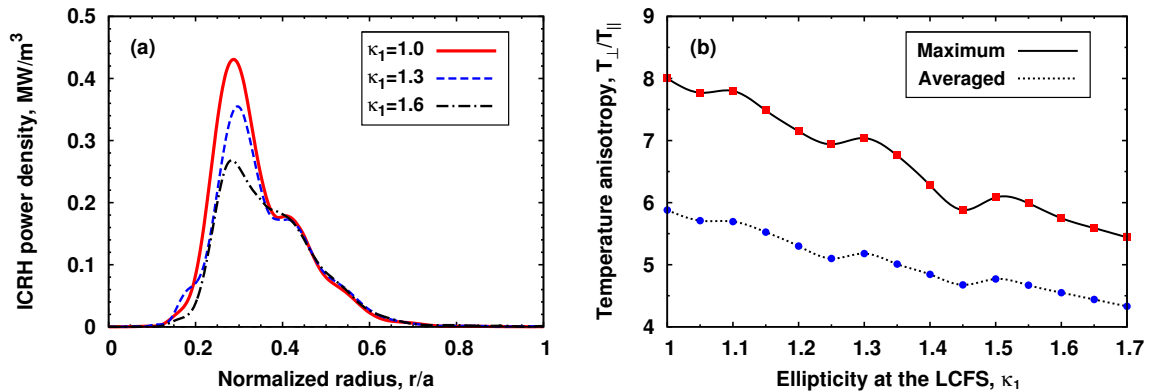 (a)
κ1=1.0
κ1=1.3
κ1=1.6
ICRH power density, MW/m³
0.5
0.4
0.3
0.2
0.1
0
0 0.2 0.4 0.6 0.8 1
Normalized radius, r/a
(b)
Maximum
Averaged
Temperature anisotropy, T⊥/T∥
9
8
7
6
5
4
1 1.1 1.2 1.3 1.4 1.5 1.6 1.7
Ellipticity at the LCFS, κ1